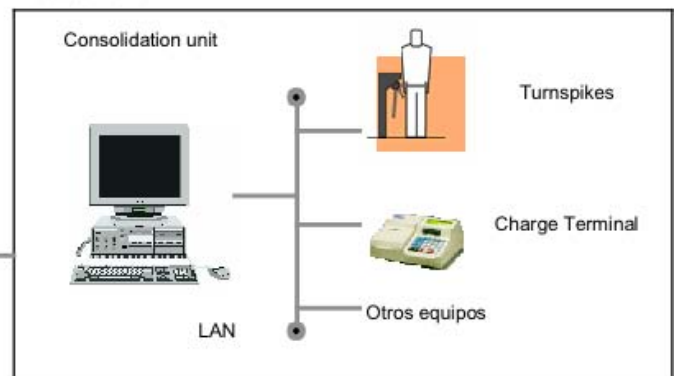 Consolidation unit
Turnspikes
Charge Terminal
Otros equipos
LAN